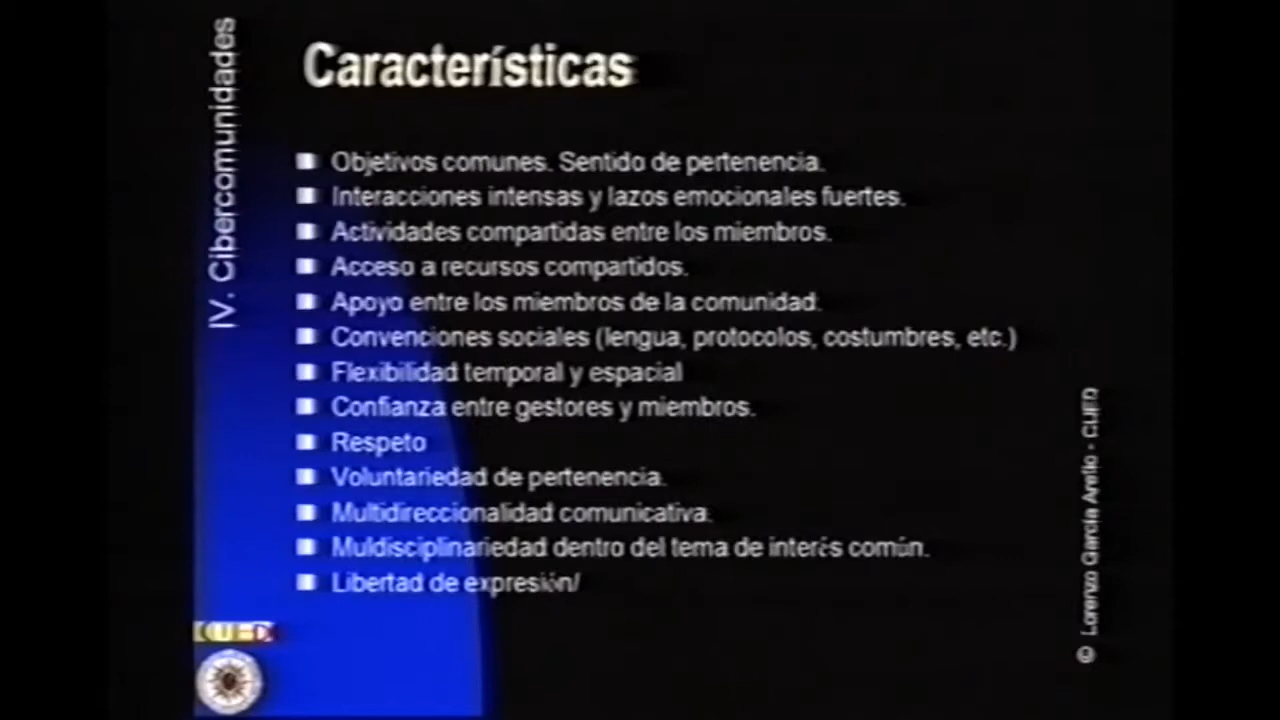 IV. Cibercomunidades
Características
Objetivos comunes. Sentido de pertenencia.
Interacciones intensas y lazos emocionales fuertes.
Actividades compartidas entre los miembros.
Acceso a recursos compartidos.
Apoyo entre los miembros de la comunidad.
Convenciones sociales (lengua, protocolos, costumbres, etc.)
Flexibilidad temporal y espacial
Confianza entre gestores y miembros.
Respeto
Voluntariedad de pertenencia.
Multidireccionalidad comunicativa.
Muldisciplinariedad dentro del tema de interés común.
Libertad de expresión/
CUED
© Lorenzo García Aretio - CUED